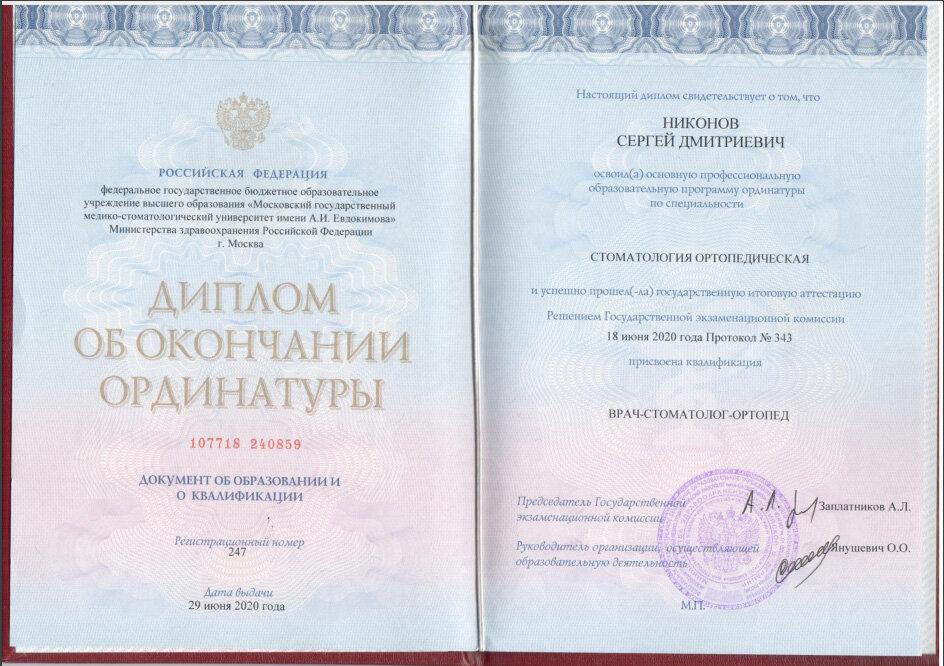 РОССИЙСКАЯ ФЕДЕРАЦИЯ
федеральное государственное бюджетное образовательное
учреждение высшего образования «Московский государственный
медико-стоматологический университет имени А.И. Евдокимова»
Министерства здравоохранения Российской Федерации
г. Москва
ДИПЛОМ
ОБ ОКОНЧАНИИ
ОРДИНАТУРЫ
107718 240859
ДОКУМЕНТ ОБ ОБРАЗОВАНИИ И
О КВАЛИФИКАЦИИ
Регистрационный номер
247
Дата выдачи
29 июня 2020 года
Настоящий диплом свидетельствует о том, что
НИКОНОВ
СЕРГЕЙ ДМИТРИЕВИЧ
освоил(а) основную профессиональную
образовательную программу ординатуры
по специальности
СТОМАТОЛОГИЯ ОРТОПЕДИЧЕСКАЯ
и успешно прошел(-ла) государственную итоговую аттестацию
Решением Государственной экзаменационной комиссии
18 июня 2020 года Протокол № 343
присвоена квалификация
ВРАЧ-СТОМАТОЛОГ-ОРТОПЕД
Председатель Государственной
экзаменационной комиссии
Заплатников А.Л.
Руководитель организации, осуществляющей
образовательную деятельность
Янушевич О.О.
М.П.